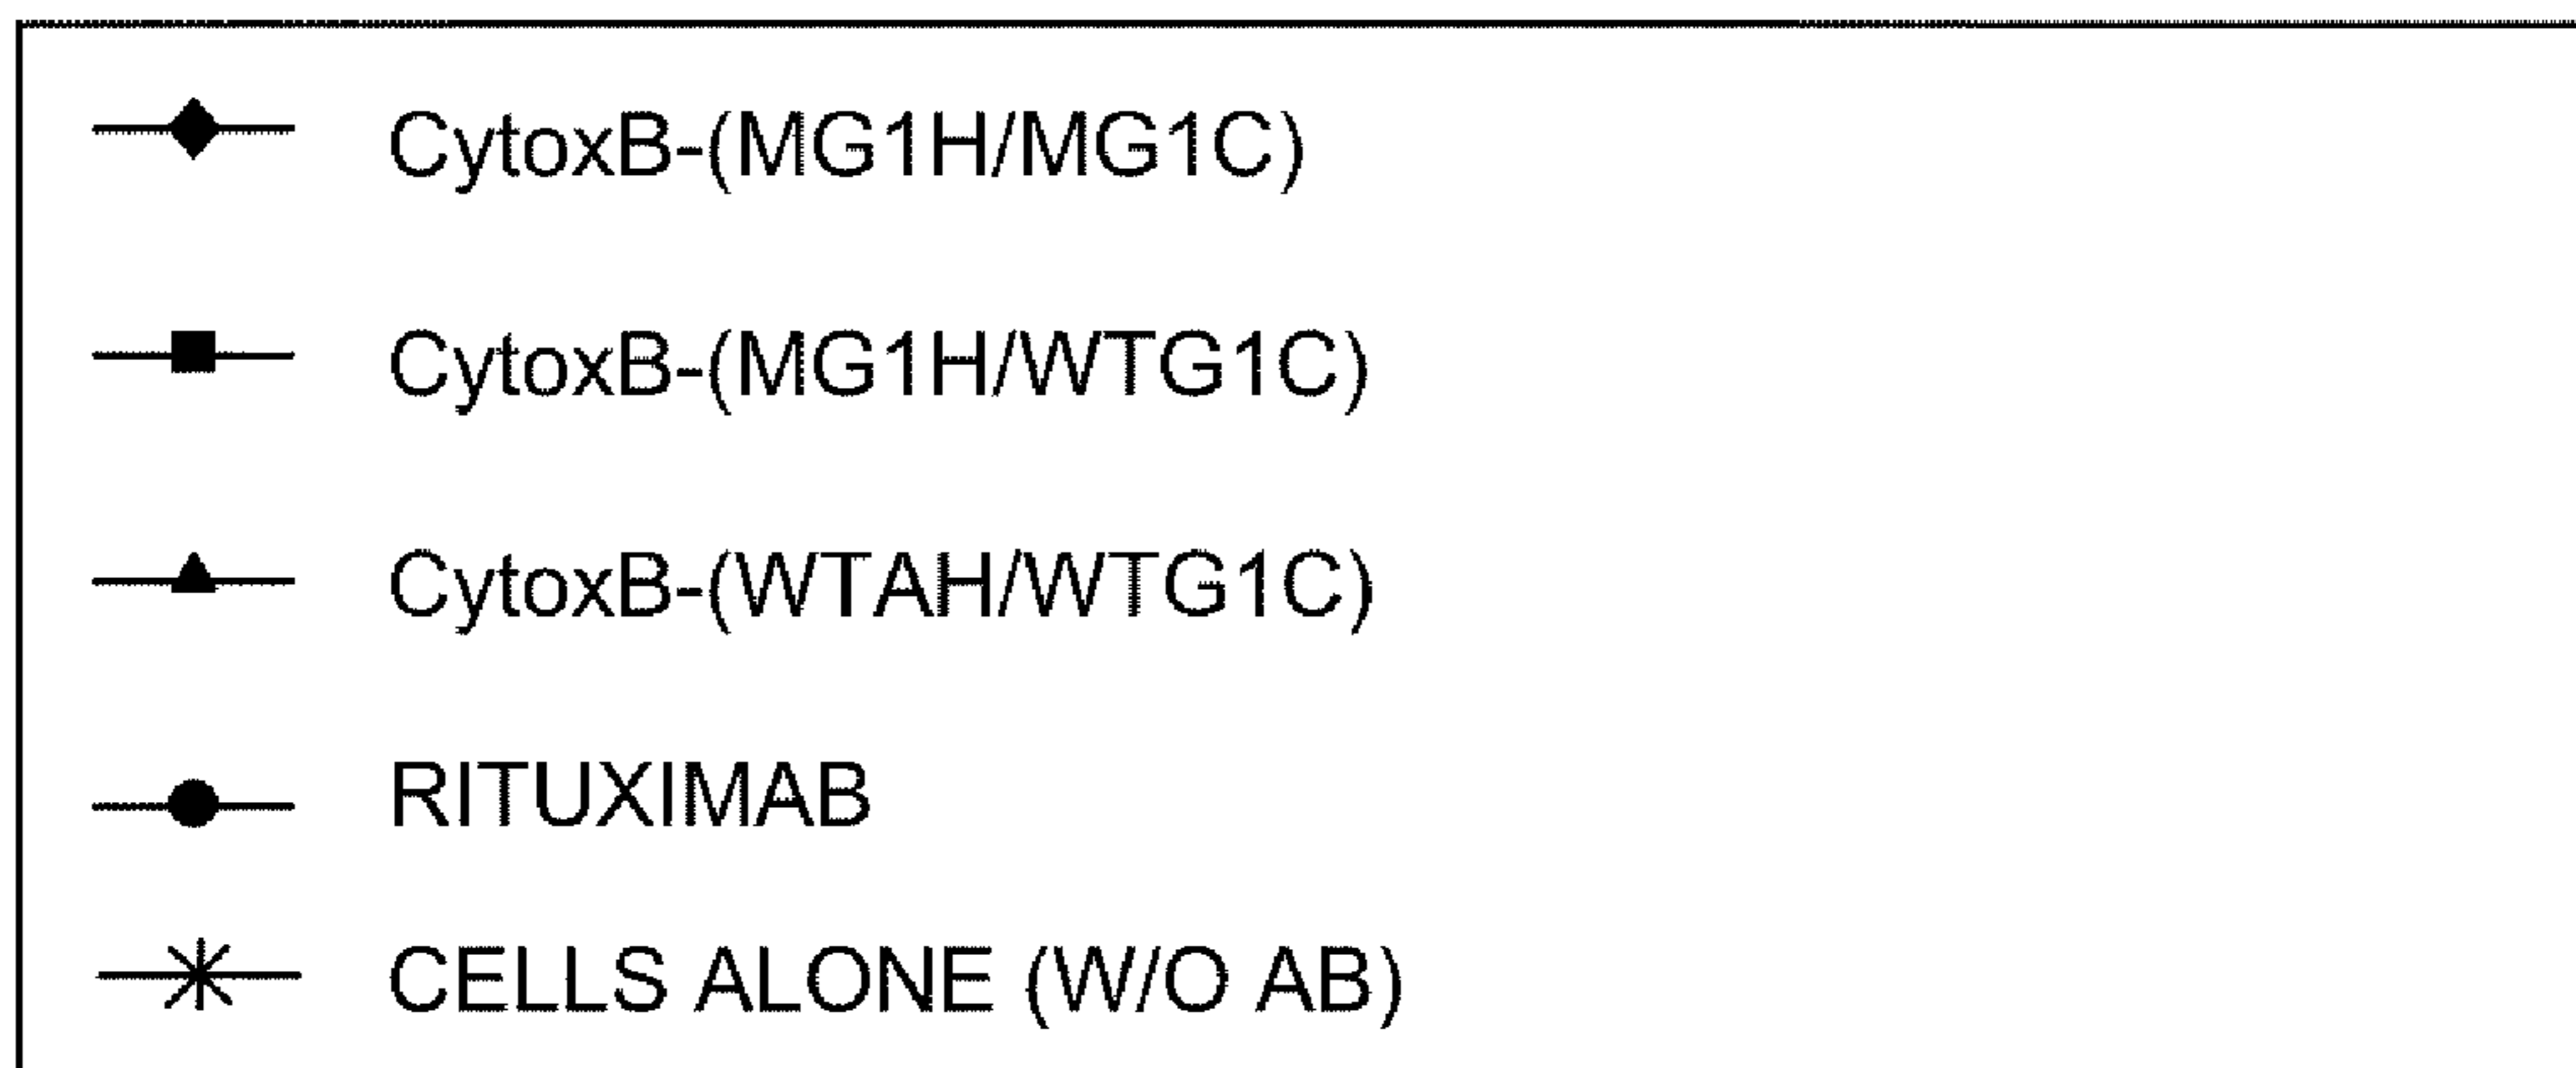 CytoxB-(MG1H/MG1C)
CytoxB-(MG1H/WTG1C)
CytoxB-(WTAH/WTG1C)
RITUXIMAB
CELLS ALONE (W/O AB)